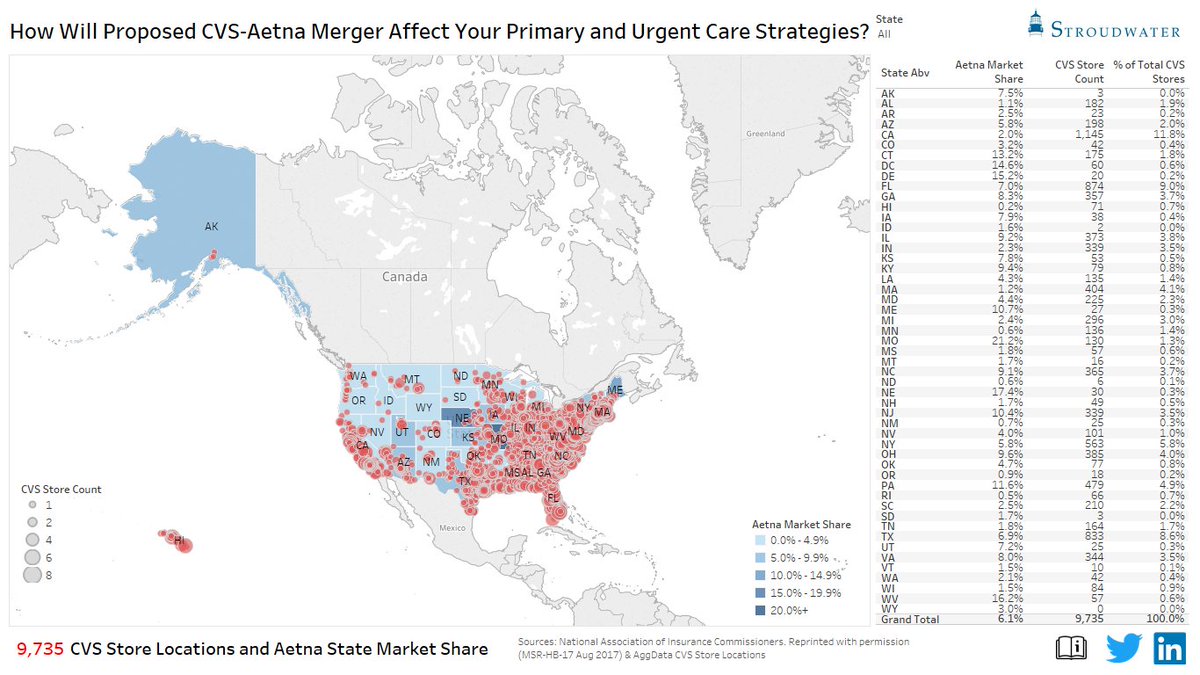 How Will Proposed CVS-Aetna Merger Affect Your Primary and Urgent Care Strategies?
State
All
STROUDWATER
State Abv Aetna Market Share CVS Store Count % of Total CVS Stores
AK 7.5% 3 0.0%
AL 1.1% 182 1.9%
AR 2.5% 23 0.2%
AZ 5.8% 198 2.0%
CA 2.0% 1,145 11.8%
CO 3.2% 42 0.4%
CT 13.2% 175 1.8%
DC 14.6% 60 0.6%
DE 15.2% 20 0.2%
FL 7.0% 874 9.0%
GA 8.3% 357 3.7%
HI 0.2% 71 0.7%
IA 7.9% 38 0.4%
ID 1.6% 2 0.0%
IL 9.2% 373 3.8%
IN 2.3% 339 3.5%
KS 7.8% 53 0.5%
KY 9.4% 79 0.8%
LA 4.3% 135 1.4%
MA 1.2% 404 4.1%
MD 4.4% 225 2.3%
ME 10.7% 27 0.3%
MI 2.4% 296 3.0%
MN 0.6% 136 1.4%
MO 21.2% 130 1.3%
MS 1.8% 57 0.6%
MT 1.7% 16 0.2%
NC 9.1% 365 3.7%
ND 0.6% 6 0.1%
NE 17.4% 30 0.3%
NH 1.7% 49 0.5%
NJ 10.4% 339 3.5%
NM 0.7% 25 0.3%
NV 4.0% 101 1.0%
NY 5.8% 563 5.8%
OH 9.6% 385 4.0%
OK 4.7% 77 0.8%
OR 0.9% 18 0.2%
PA 11.6% 479 4.9%
RI 0.5% 66 0.7%
SC 2.5% 210 2.2%
SD 1.7% 3 0.0%
TN 1.8% 164 1.7%
TX 6.9% 833 8.6%
UT 7.2% 25 0.3%
VA 8.0% 344 3.5%
VT 1.5% 10 0.1%
WA 2.1% 42 0.4%
WI 1.5% 84 0.9%
WV 16.2% 57 0.6%
WY 3.0% 0 0.0%
Grand Total 6.1% 9,735 100.0%
Greenland
AK
Canada
WA MT ND MN ME
OR ID WY SD WI MI NY MA
NV UT CO NE IA IL IN WV MD
CA KS MO
AZ NM OK TN NC
TX MS AL GA
FL
Mexico
HI
CVS Store Count
1
2
4
6
8
Aetna Market Share
0.0% - 4.9%
5.0% - 9.9%
10.0% - 14.9%
15.0% - 19.9%
20.0%+
9,735 CVS Store Locations and Aetna State Market Share
Sources: National Association of Insurance Commissioners. Reprinted with permission
(MSR-HB-17 Aug 2017) & AggData CVS Store Locations
in